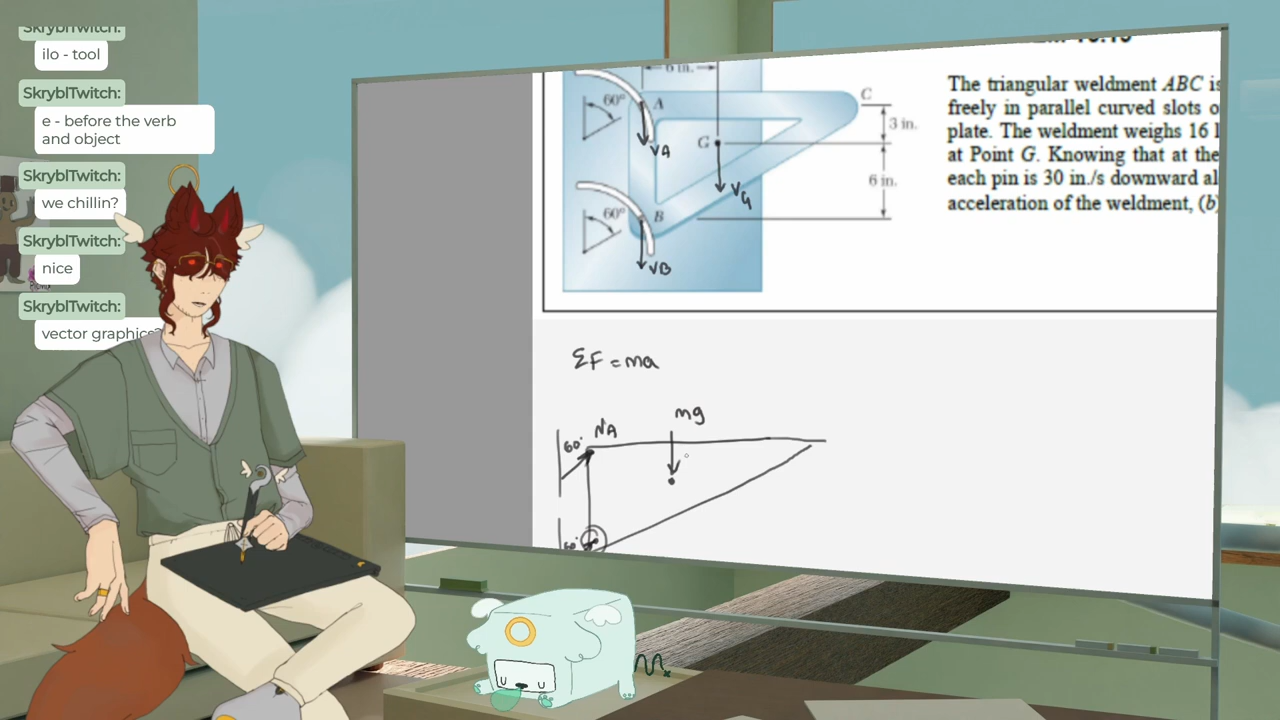 SkryblTwitch:
ilo - tool
SkryblTwitch:
e - before the verb
and object
SkryblTwitch:
we chillin?
SkryblTwitch:
nice
SkryblTwitch:
vector graphics?
6 in.
60°
A
C
3 in.
VA
G
VG
6 in.
60°
B
VB
The triangular weldment ABC is
freely in parallel curved slots o
plate. The weldment weighs 16 l
at Point G. Knowing that at the
each pin is 30 in./s downward al
acceleration of the weldment, (b)
ΣF = ma
mg
60° NA
60°